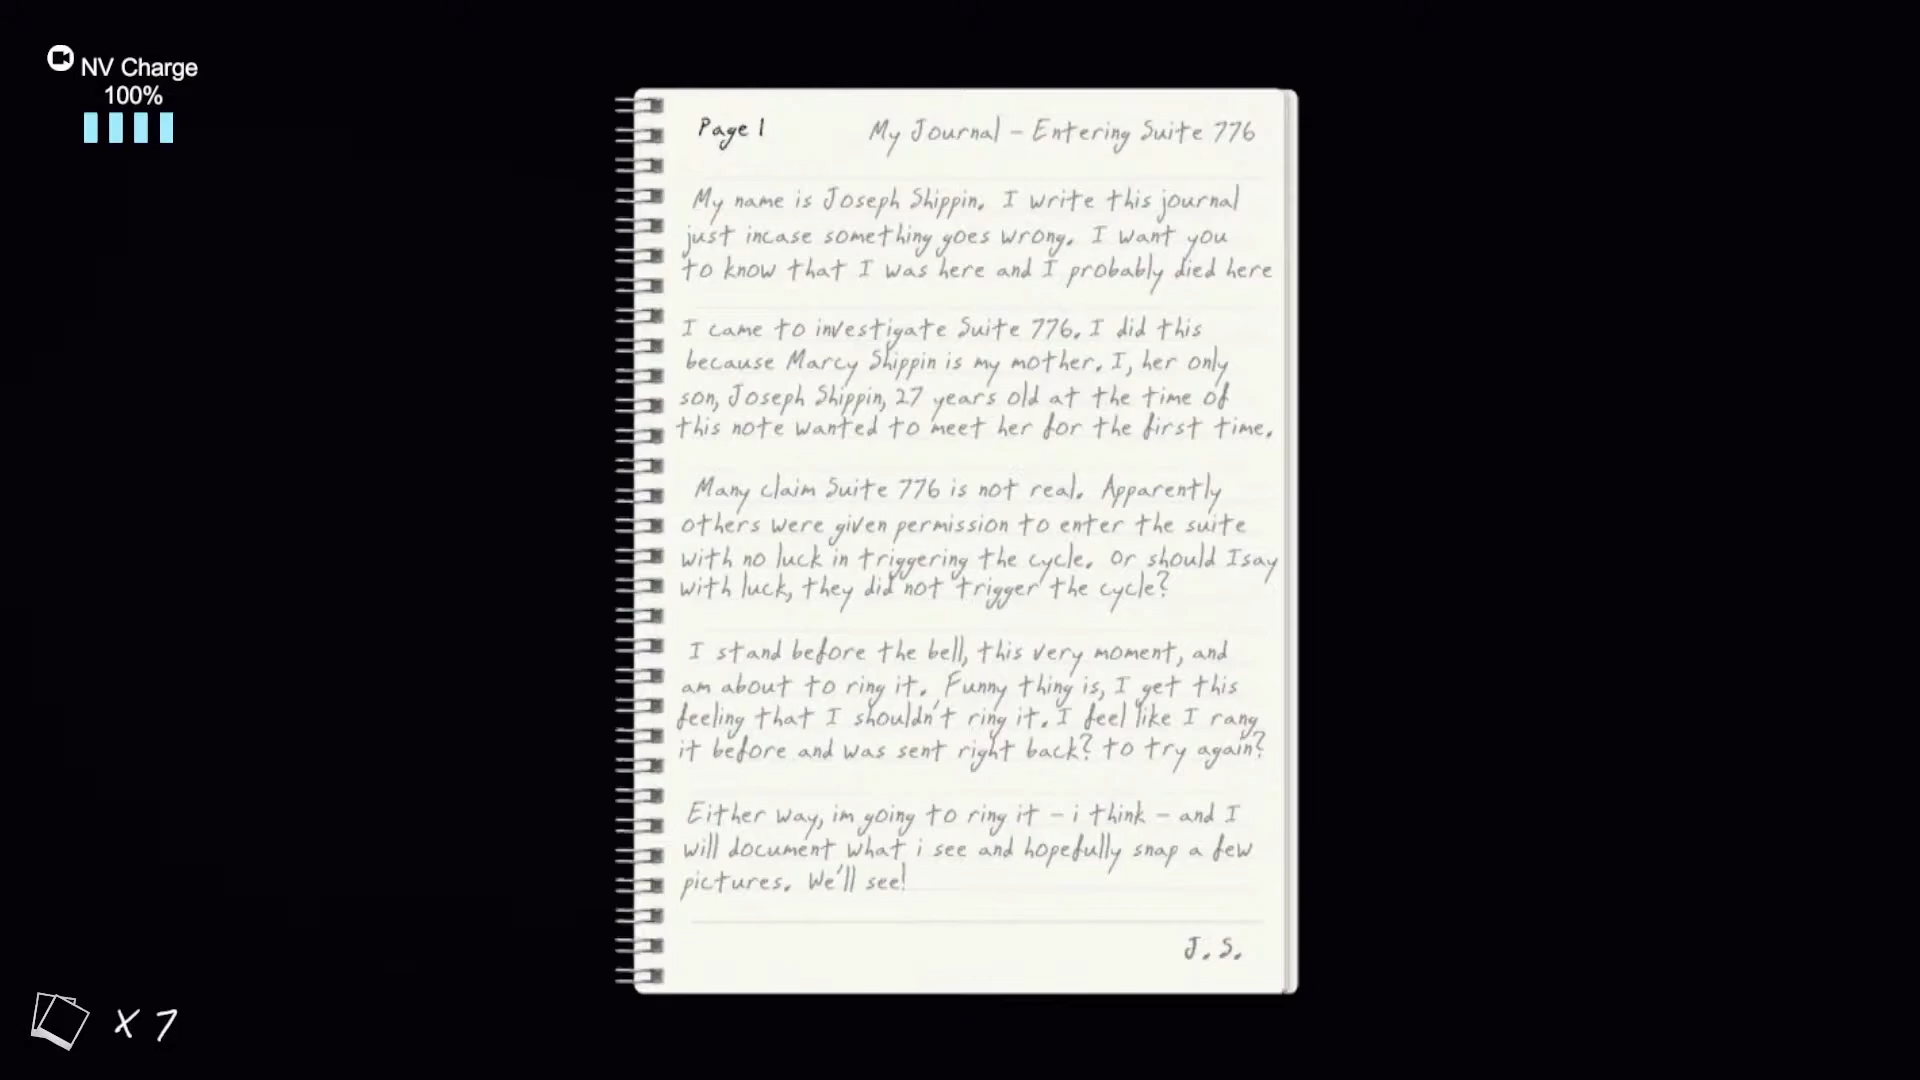 NV Charge
100%
Page 1
My Journal - Entering Suite 776
My name is Joseph Shippin. I write this journal
just incase something goes wrong. I want you
to know that I was here and I probably died here
I came to investigate Suite 776. I did this
because Marcy Shippin is my mother. I, her only
son, Joseph Shippin, 27 years old at the time of
this note wanted to meet her for the first time.
Many claim Suite 776 is not real. Apparently
others were given permission to enter the suite
with no luck in triggering the cycle. Or should I say
with luck, they did not trigger the cycle?
I stand before the bell, this very moment, and
am about to ring it. Funny thing is, I get this
feeling that I shouldn't ring it. I feel like I rang
it before and was sent right back? to try again?
Either way, im going to ring it - i think - and I
will document what i see and hopefully snap a few
pictures. We'll see!
J. S.
X 7